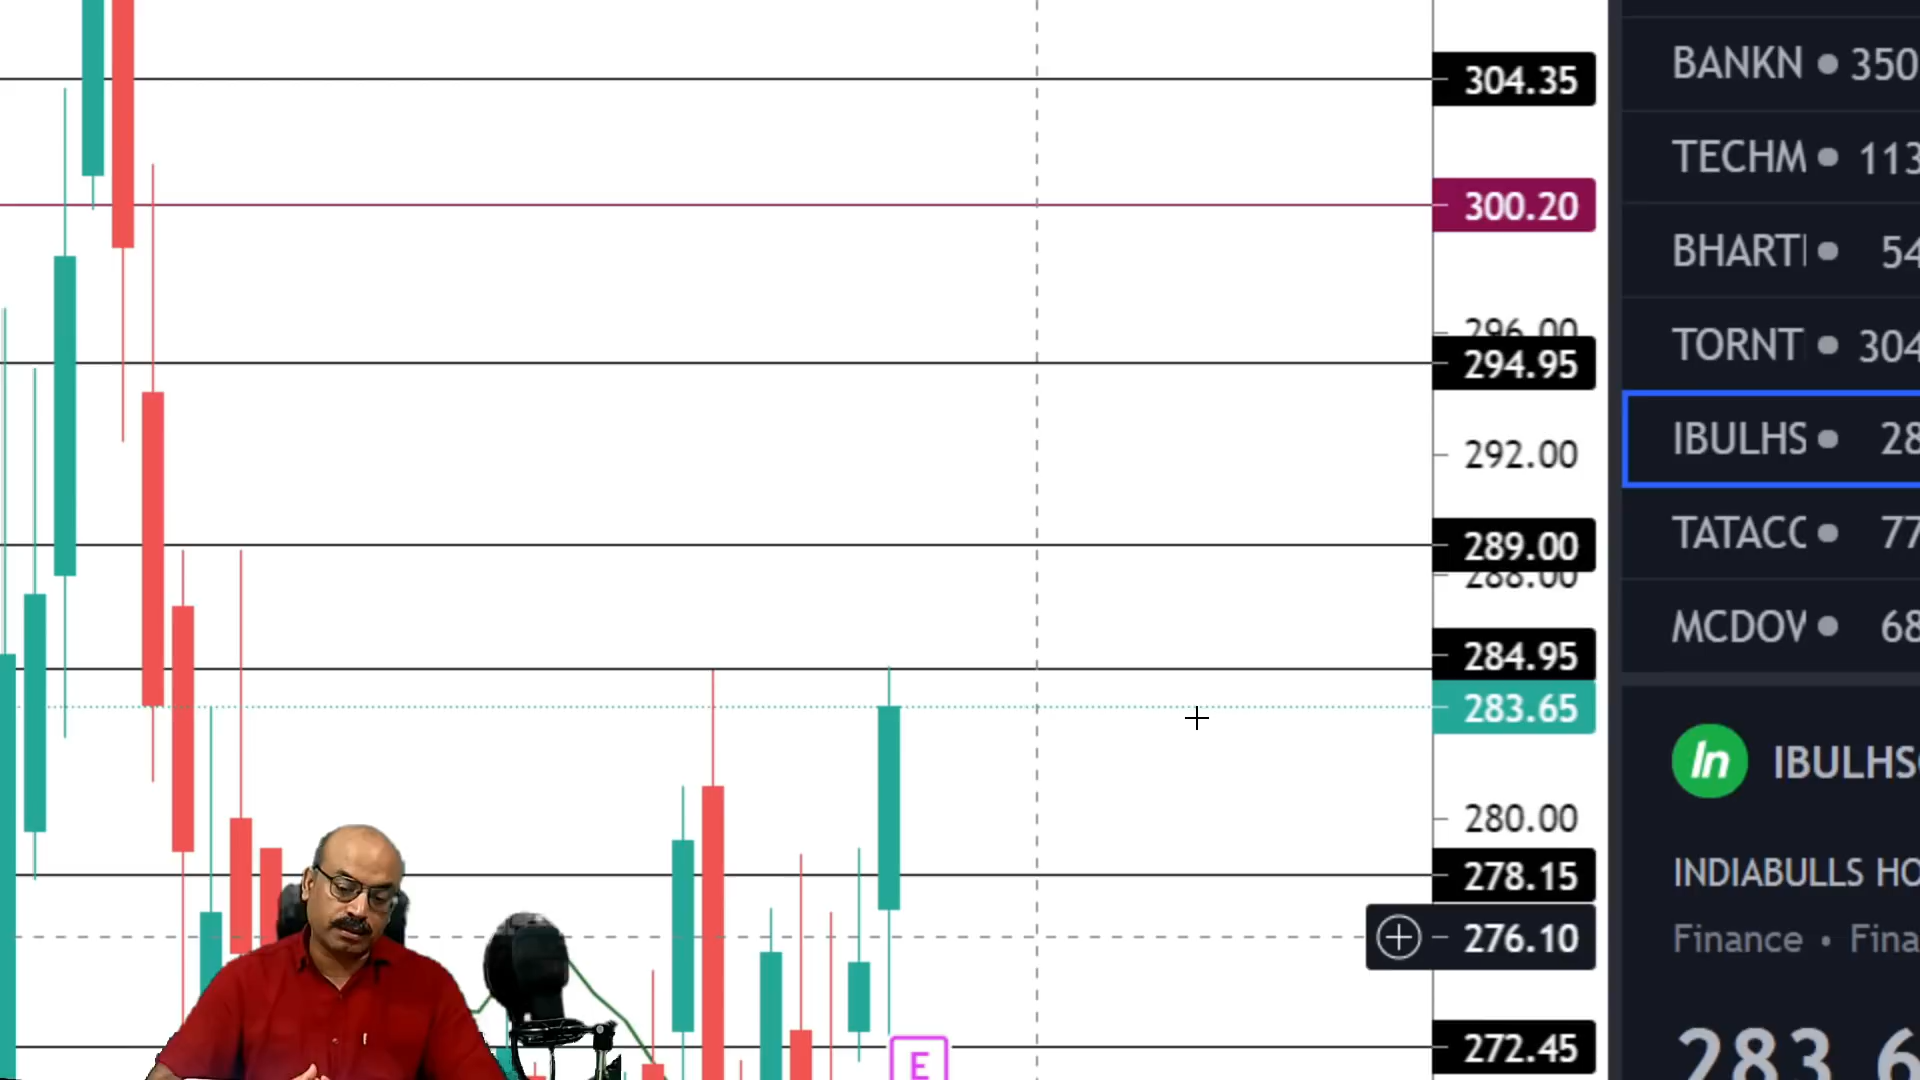 304.35
300.20
296.00
294.95
292.00
289.00
288.00
284.95
283.65
280.00
278.15
276.10
272.45
E
BANKN 350
TECHM 113
BHARTI 54
TORNT 304
IBULHS 28
TATACC 77
MCDOV 68
In IBULHS
INDIABULLS HO
Finance • Fina
283 6